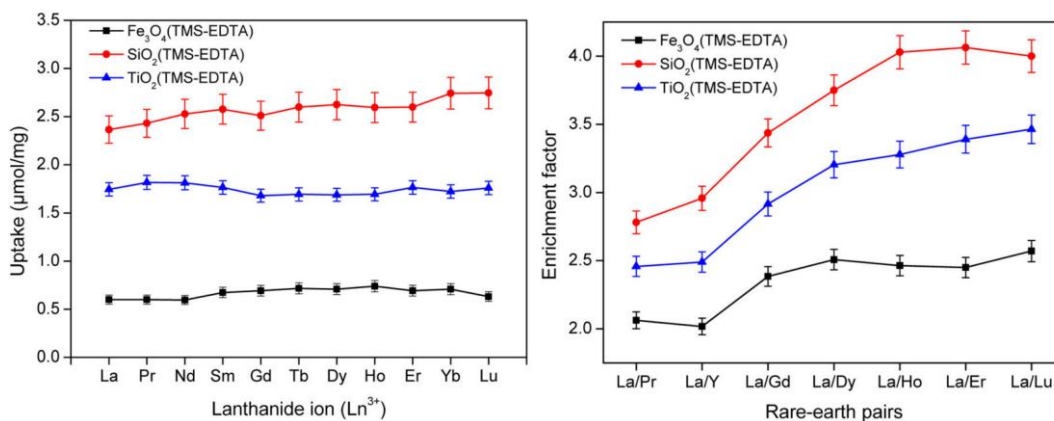 3.5
3.0
2.5
2.0
1.5
1.0
0.5
0.0
Uptake (μmol/mg)
Fe₃O₄(TMS-EDTA)
SiO₂(TMS-EDTA)
TiO₂(TMS-EDTA)
La Pr Nd Sm Gd Tb Dy Ho Er Yb Lu
Lanthanide ion (Ln³⁺)
4.0
3.5
3.0
2.5
2.0
Enrichment factor
Fe₃O₄(TMS-EDTA)
SiO₂(TMS-EDTA)
TiO₂(TMS-EDTA)
La/Pr La/Y La/Gd La/Dy La/Ho La/Er La/Lu
Rare-earth pairs